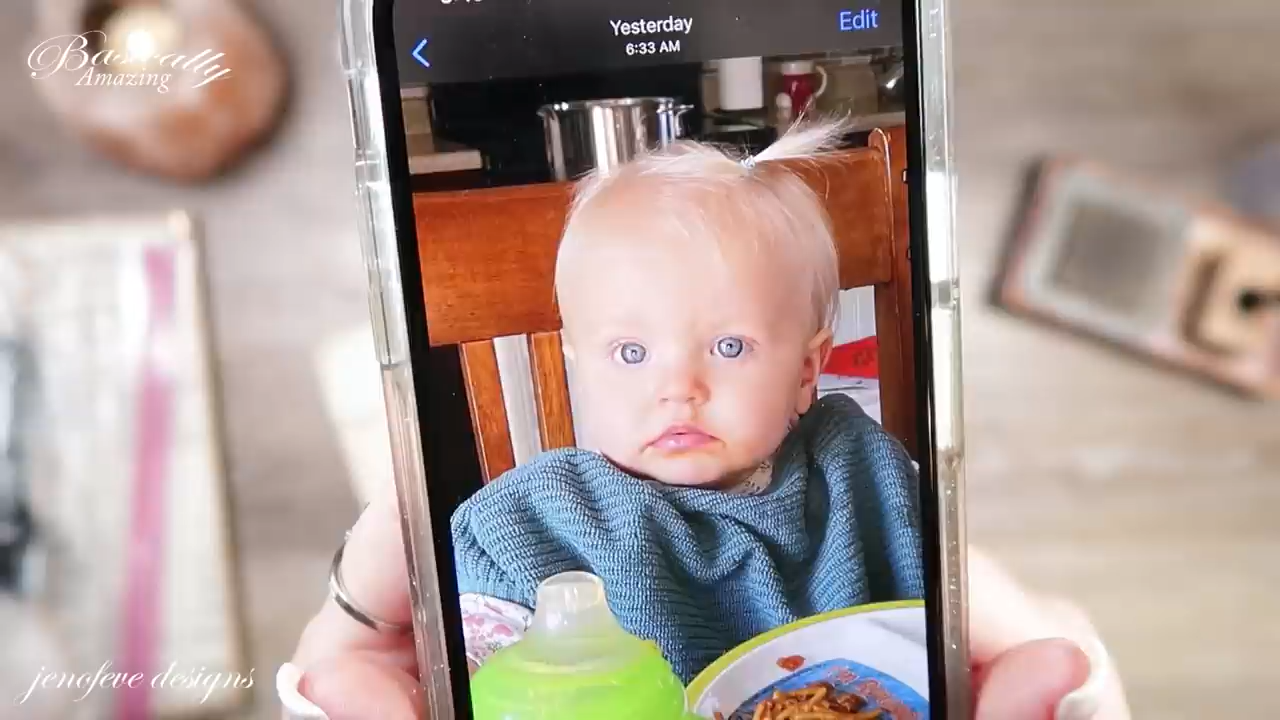 Basically
Amazing
Yesterday
6:33 AM
Edit
jenofeve designs